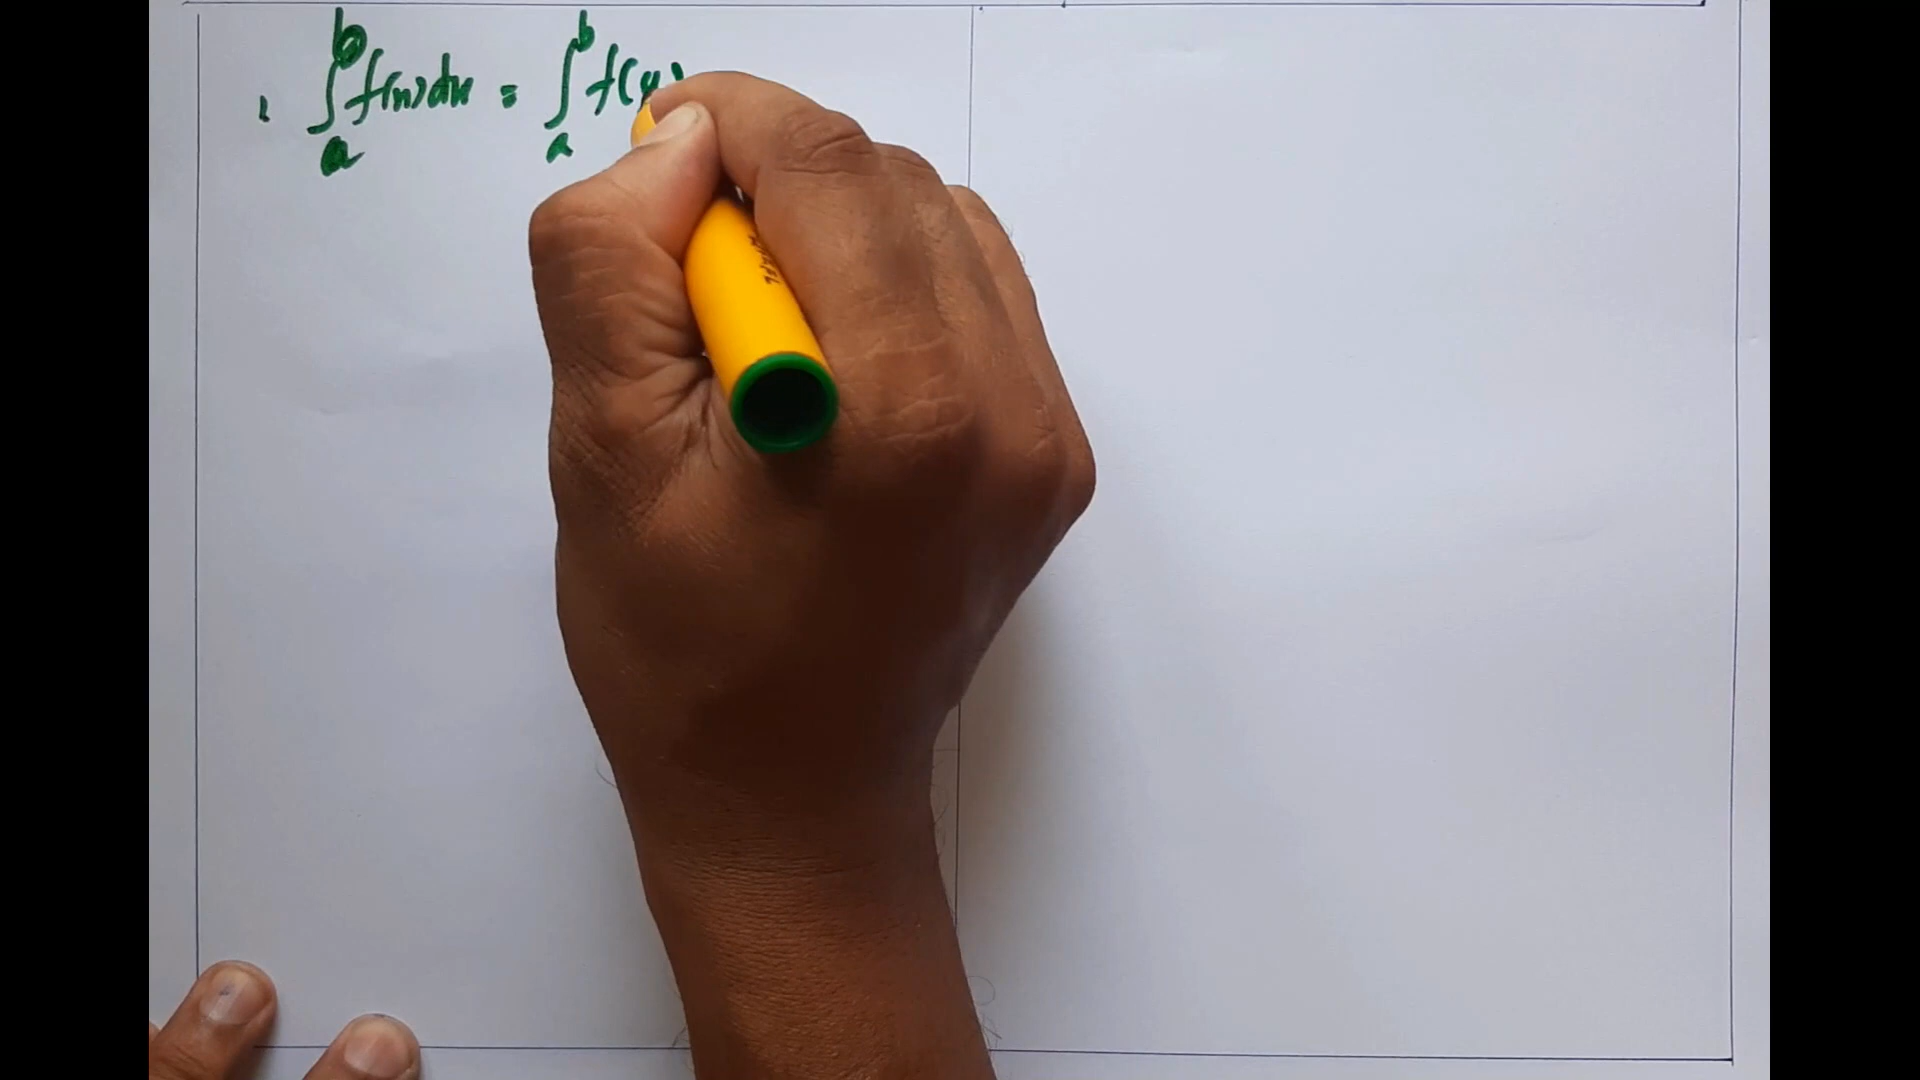 1. ∫ₐᵇ f(x)dx = ∫ₐᵇ f(y)